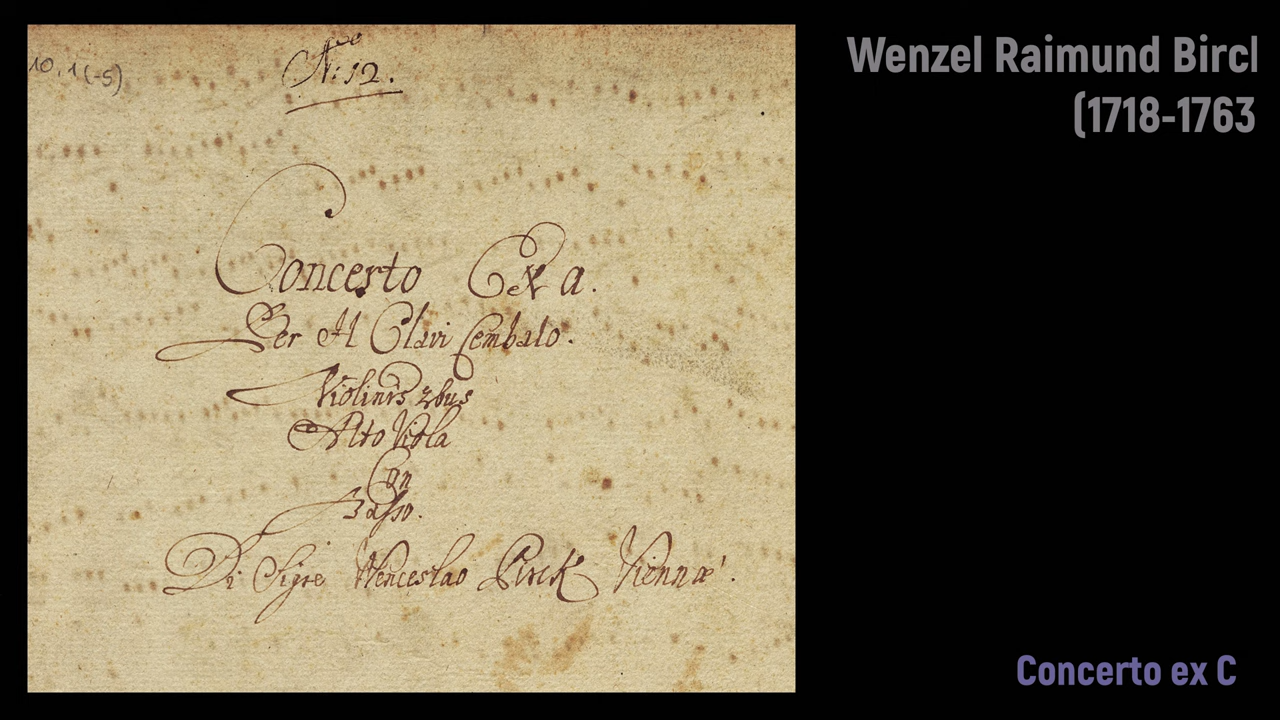 10.1(-5)
No: 12.
Concerto Ex a.
Per Il Clavi Cembalo.
Violinis 2bus
Alto Viola
Con
Basso.
Di Sigre Wenceslao Pirck Viennæ.
Wenzel Raimund Bircl
(1718-1763
Concerto ex C